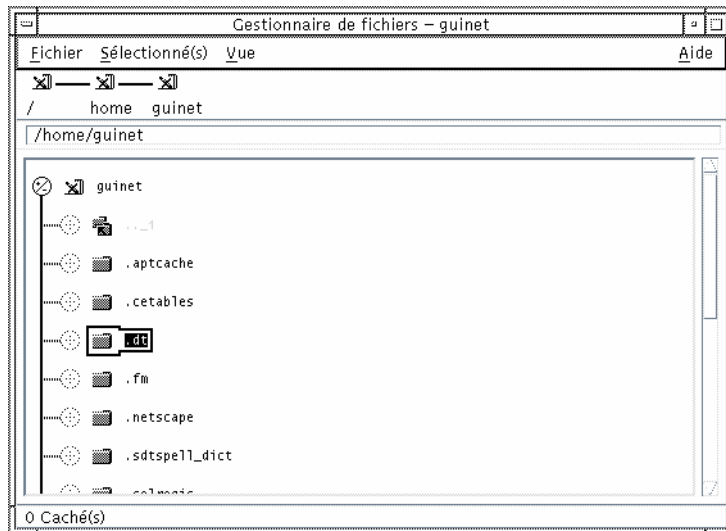 Gestionnaire de fichiers – guinet
Fichier Sélectionné(s) Vue Aide
/ home guinet
/home/guinet
guinet
.._1
.aptcache
.cetables
.dt
.fm
.netscape
.sdtspell_dict
0 Caché(s)